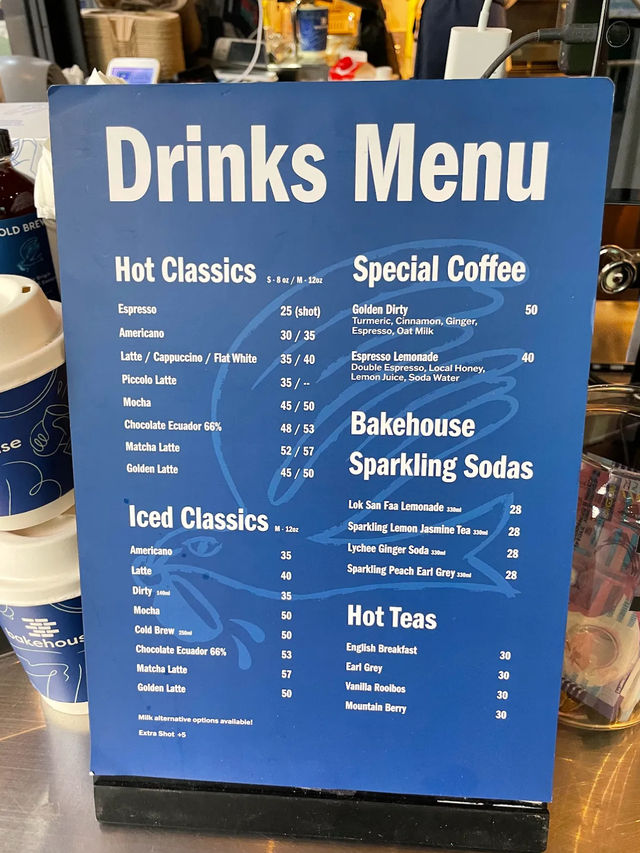 Drinks Menu
Hot Classics S - 8 oz / M - 12oz
Espresso 25 (shot)
Americano 30 / 35
Latte / Cappuccino / Flat White 35 / 40
Piccolo Latte 35 / --
Mocha 45 / 50
Chocolate Ecuador 66% 48 / 53
Matcha Latte 52 / 57
Golden Latte 45 / 50
Iced Classics M - 12oz
Americano 35
Latte 40
Dirty 140ml 35
Mocha 50
Cold Brew 250ml 50
Chocolate Ecuador 66% 53
Matcha Latte 57
Golden Latte 50
Milk alternative options available!
Extra Shot +5
Special Coffee
Golden Dirty 50
Turmeric, Cinnamon, Ginger,
Espresso, Oat Milk
Espresso Lemonade 40
Double Espresso, Local Honey,
Lemon Juice, Soda Water
Bakehouse
Sparkling Sodas
Lok San Faa Lemonade 330ml 28
Sparkling Lemon Jasmine Tea 330ml 28
Lychee Ginger Soda 330ml 28
Sparkling Peach Earl Grey 330ml 28
Hot Teas
English Breakfast 30
Earl Grey 30
Vanilla Rooibos 30
Mountain Berry 30
OLD BREW
se
bakehous